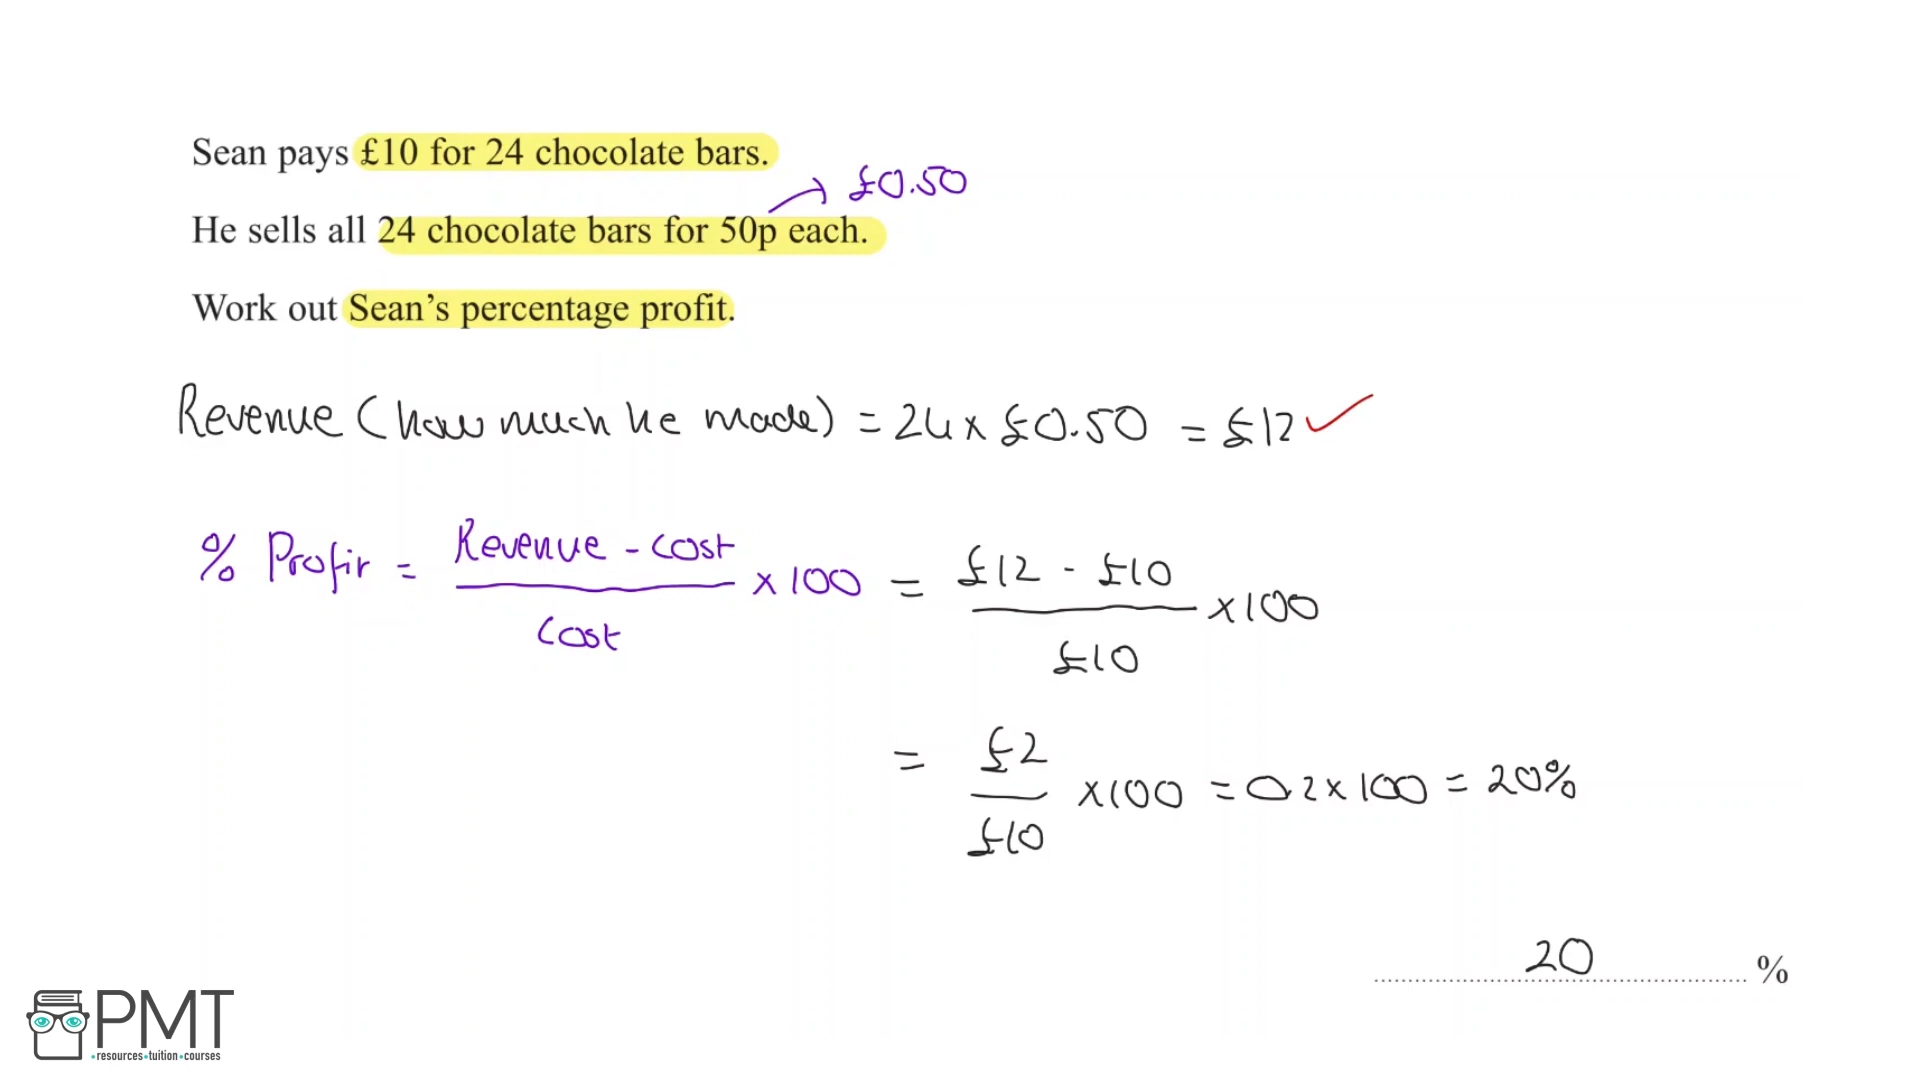 Sean pays £10 for 24 chocolate bars.
£0.50
He sells all 24 chocolate bars for 50p each.
Work out Sean’s percentage profit.
Revenue (how much he made) = 24 × £0.50 = £12
% Profit = Revenue - cost / cost × 100 = £12 - £10 / £10 × 100
= £2 / £10 × 100 = 0.2 × 100 = 20%
20 %
PMT
•resources•tuition•courses